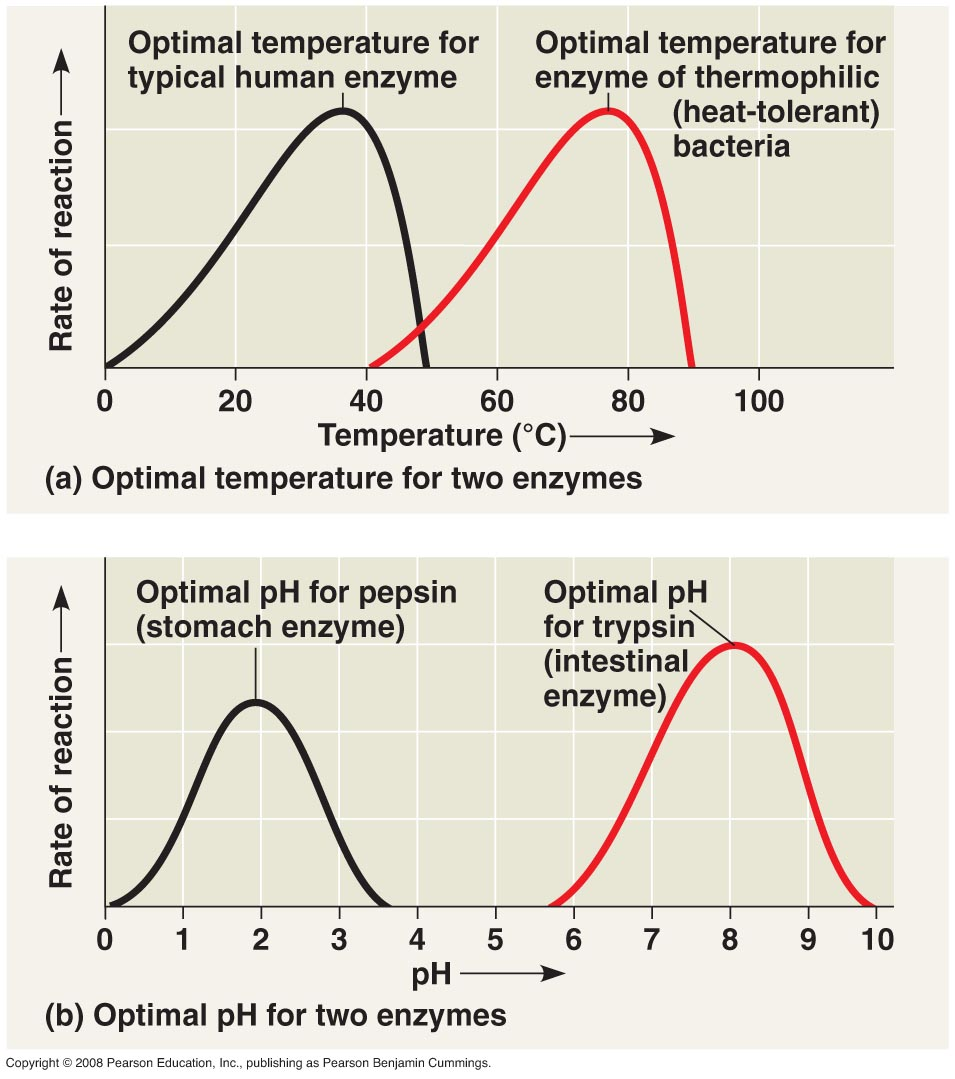 Optimal temperature for
typical human enzyme
Optimal temperature for
enzyme of thermophilic
(heat-tolerant)
bacteria
Rate of reaction
0 20 40 60 80 100
Temperature (°C)
(a) Optimal temperature for two enzymes
Optimal pH for pepsin
(stomach enzyme)
Optimal pH
for trypsin
(intestinal
enzyme)
Rate of reaction
0 1 2 3 4 5 6 7 8 9 10
pH
(b) Optimal pH for two enzymes
Copyright © 2008 Pearson Education, Inc., publishing as Pearson Benjamin Cummings.